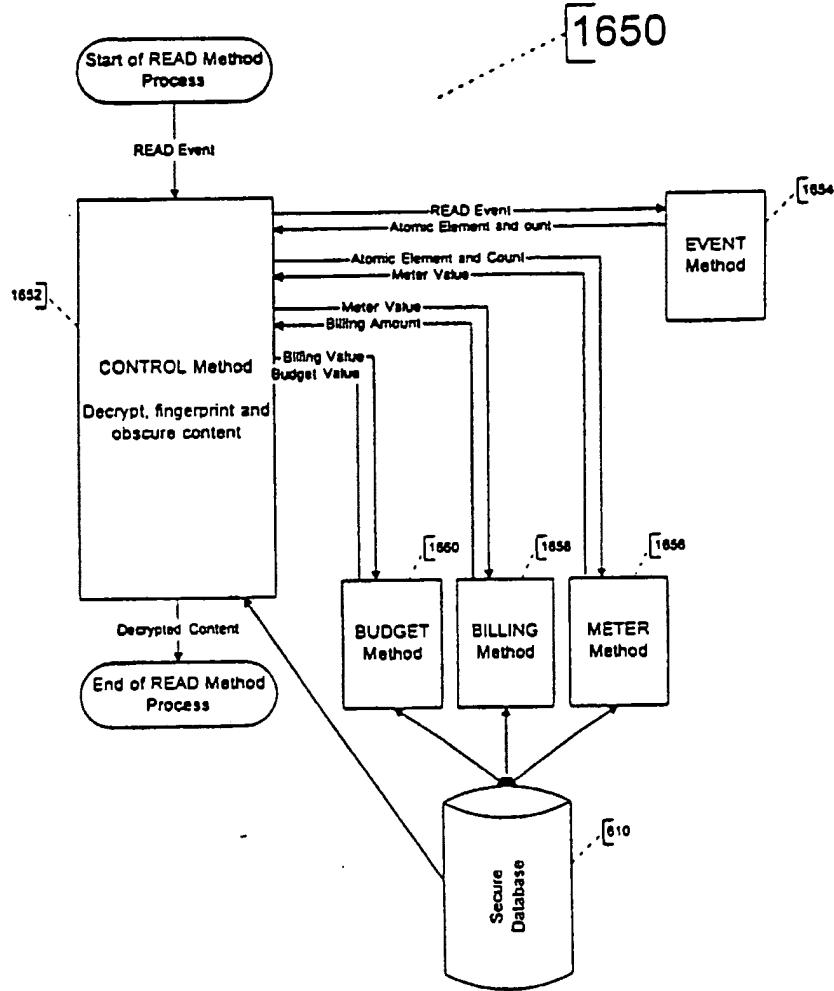 1650
Start of READ Method
Process
READ Event
READ Event
Atomic Element and ount
1654
EVENT
Method
Atomic Element and Count
Meter Value
1652
Meter Value
Billing Amount
Billing Value
Budget Value
CONTROL Method
Decrypt, fingerprint and
obscure content
1660
1658
1656
BUDGET
Method
BILLING
Method
METER
Method
Decrypted Content
End of READ Method
Process
Secure
Database
610